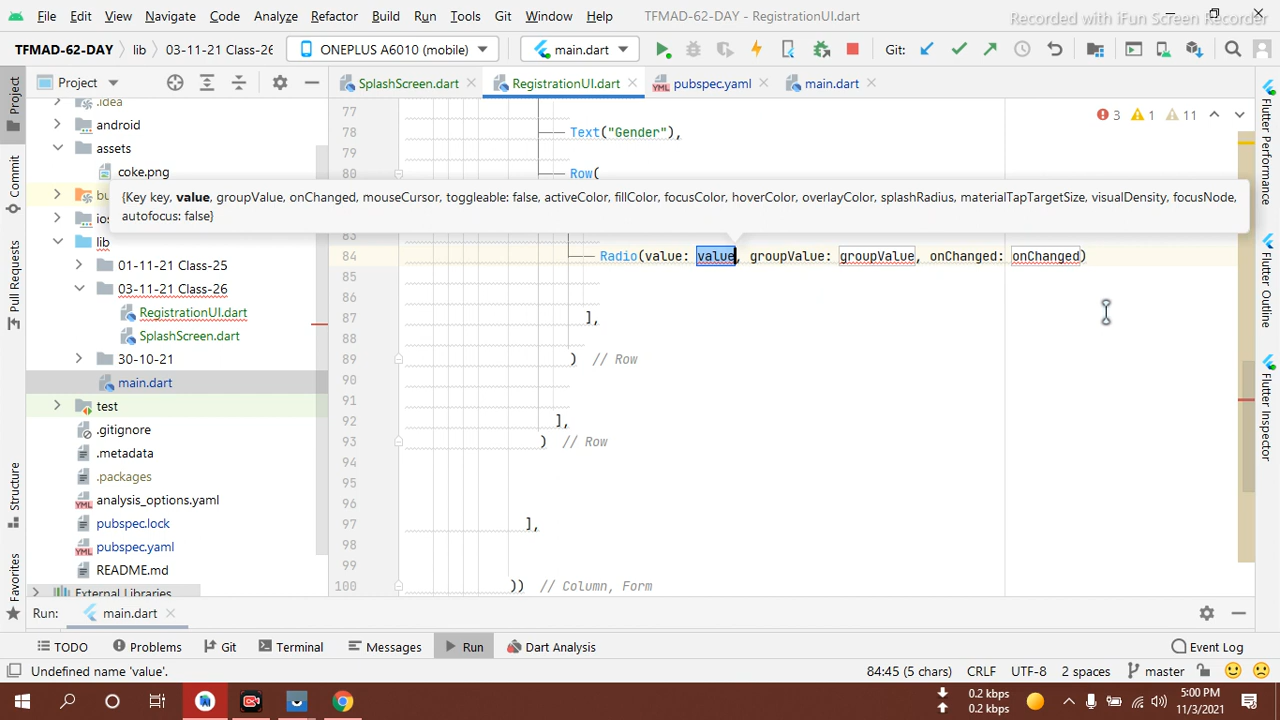 File Edit View Navigate Code Analyze Refactor Build Run Tools Git Window Help TFMAD-62-DAY - RegistrationUI.dart
Recorded with iFun Screen Recorder
TFMAD-62-DAY lib 03-11-21 Class-26 ONEPLUS A6010 (mobile) main.dart Git:
Project SplashScreen.dart RegistrationUI.dart pubspec.yaml main.dart
.idea
android
assets
coke.png
bu
ios
lib
01-11-21 Class-25
03-11-21 Class-26
RegistrationUI.dart
SplashScreen.dart
30-10-21
main.dart
test
.gitignore
.metadata
.packages
analysis_options.yaml
pubspec.lock
pubspec.yaml
README.md
External Libraries
3 1 11
77
78 Text("Gender"),
79
80 Row(
{Key key, value, groupValue, onChanged, mouseCursor, toggleable: false, activeColor, fillColor, focusColor, hoverColor, overlayColor, splashRadius, materialTapTargetSize, visualDensity, focusNode,
autofocus: false}
83
84 Radio(value: value, groupValue: groupValue, onChanged: onChanged)
85
86
87 ],
88
89 ) // Row
90
91
92 ],
93 ) // Row
94
95
96
97 ],
98
99
100 )) // Column, Form
Project
Commit
Pull Requests
Structure
Favorites
Flutter Performance
Flutter Outline
Flutter Inspector
Run: main.dart
TODO Problems Git Terminal Messages Run Dart Analysis Event Log
Undefined name 'value'. 84:45 (5 chars) CRLF UTF-8 2 spaces master
0.2 kbps
0.2 kbps
5:00 PM
11/3/2021